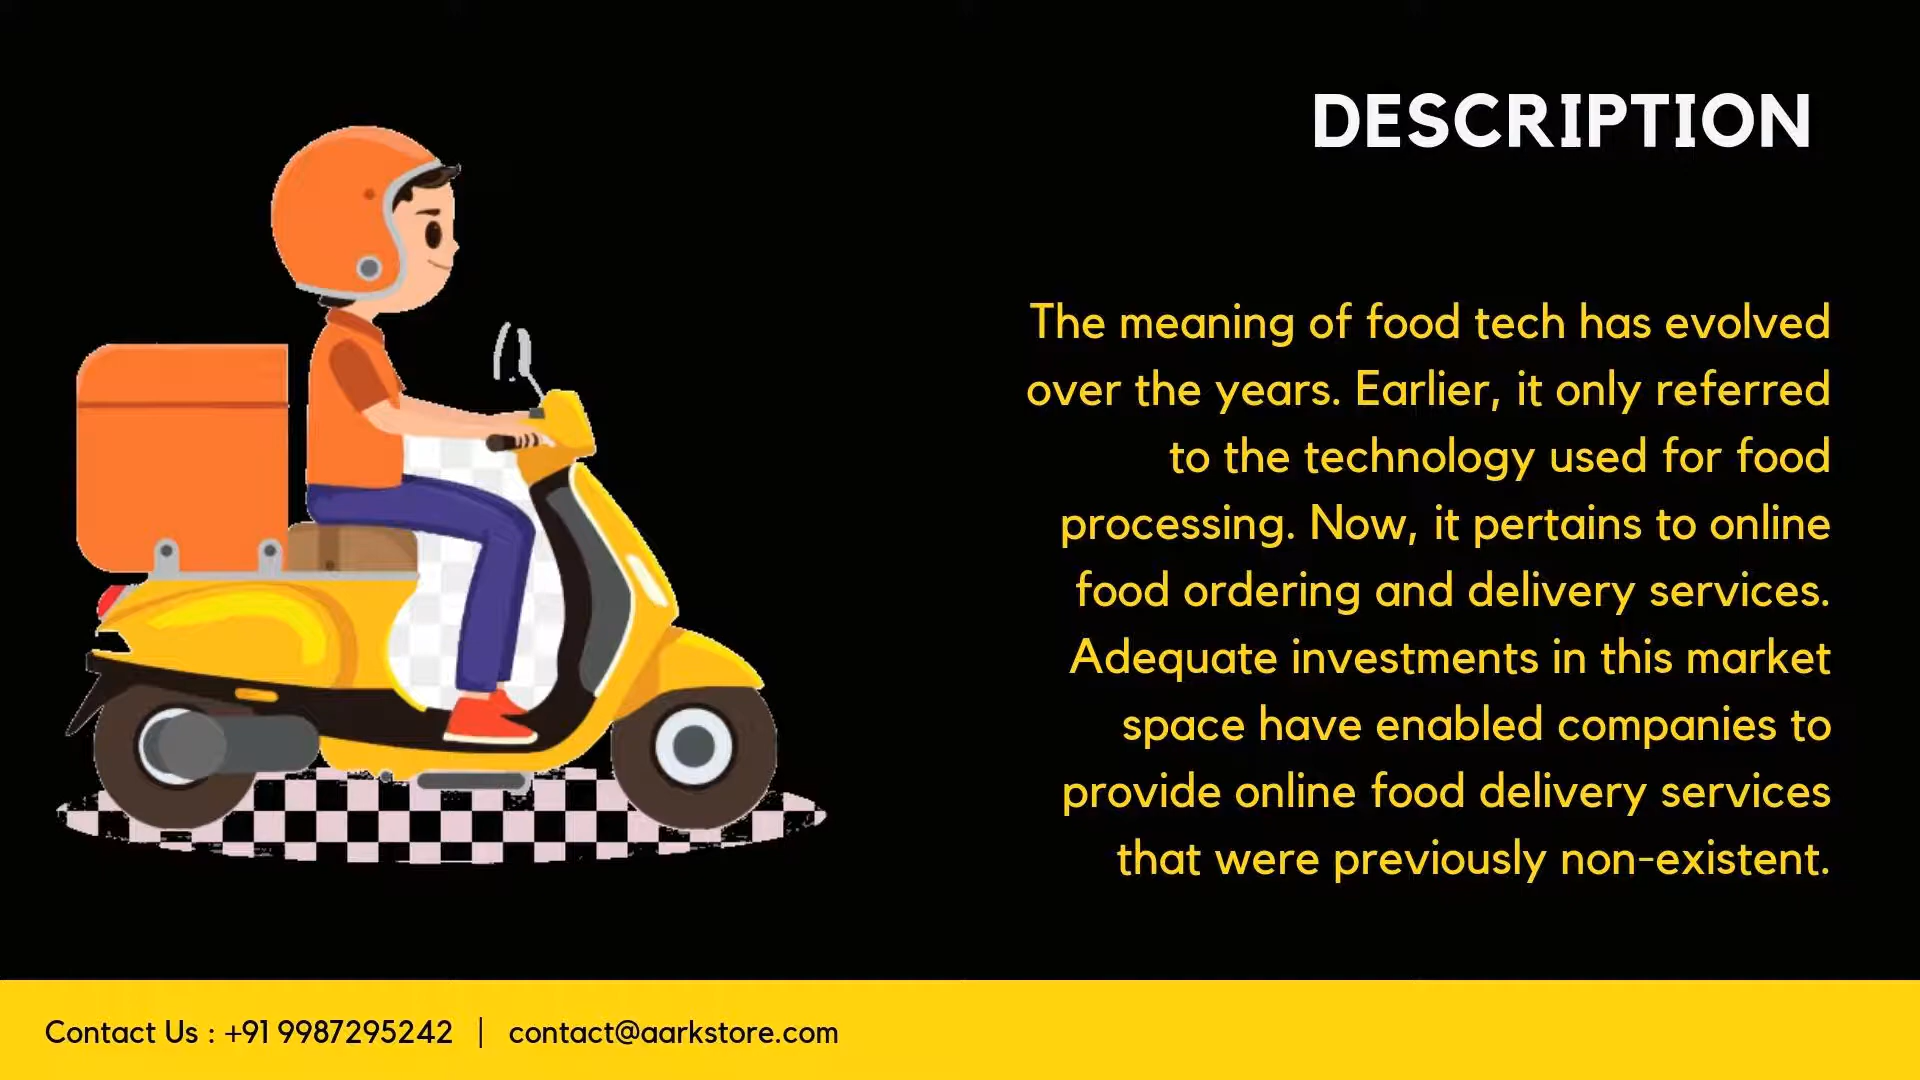 DESCRIPTION
The meaning of food tech has evolved
over the years. Earlier, it only referred
to the technology used for food
processing. Now, it pertains to online
food ordering and delivery services.
Adequate investments in this market
space have enabled companies to
provide online food delivery services
that were previously non-existent.
Contact Us : +91 9987295242 | contact@aarkstore.com